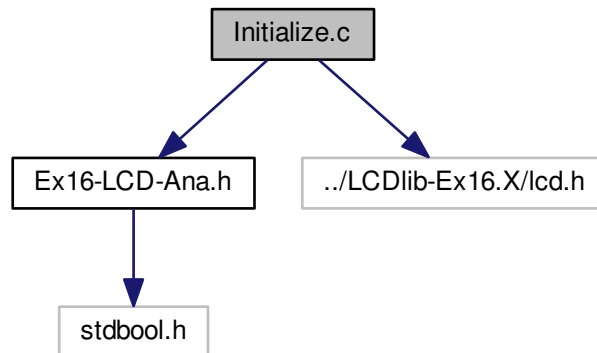 Initialize.c
Ex16-LCD-Ana.h
../LCDlib-Ex16.X/lcd.h
stdbool.h